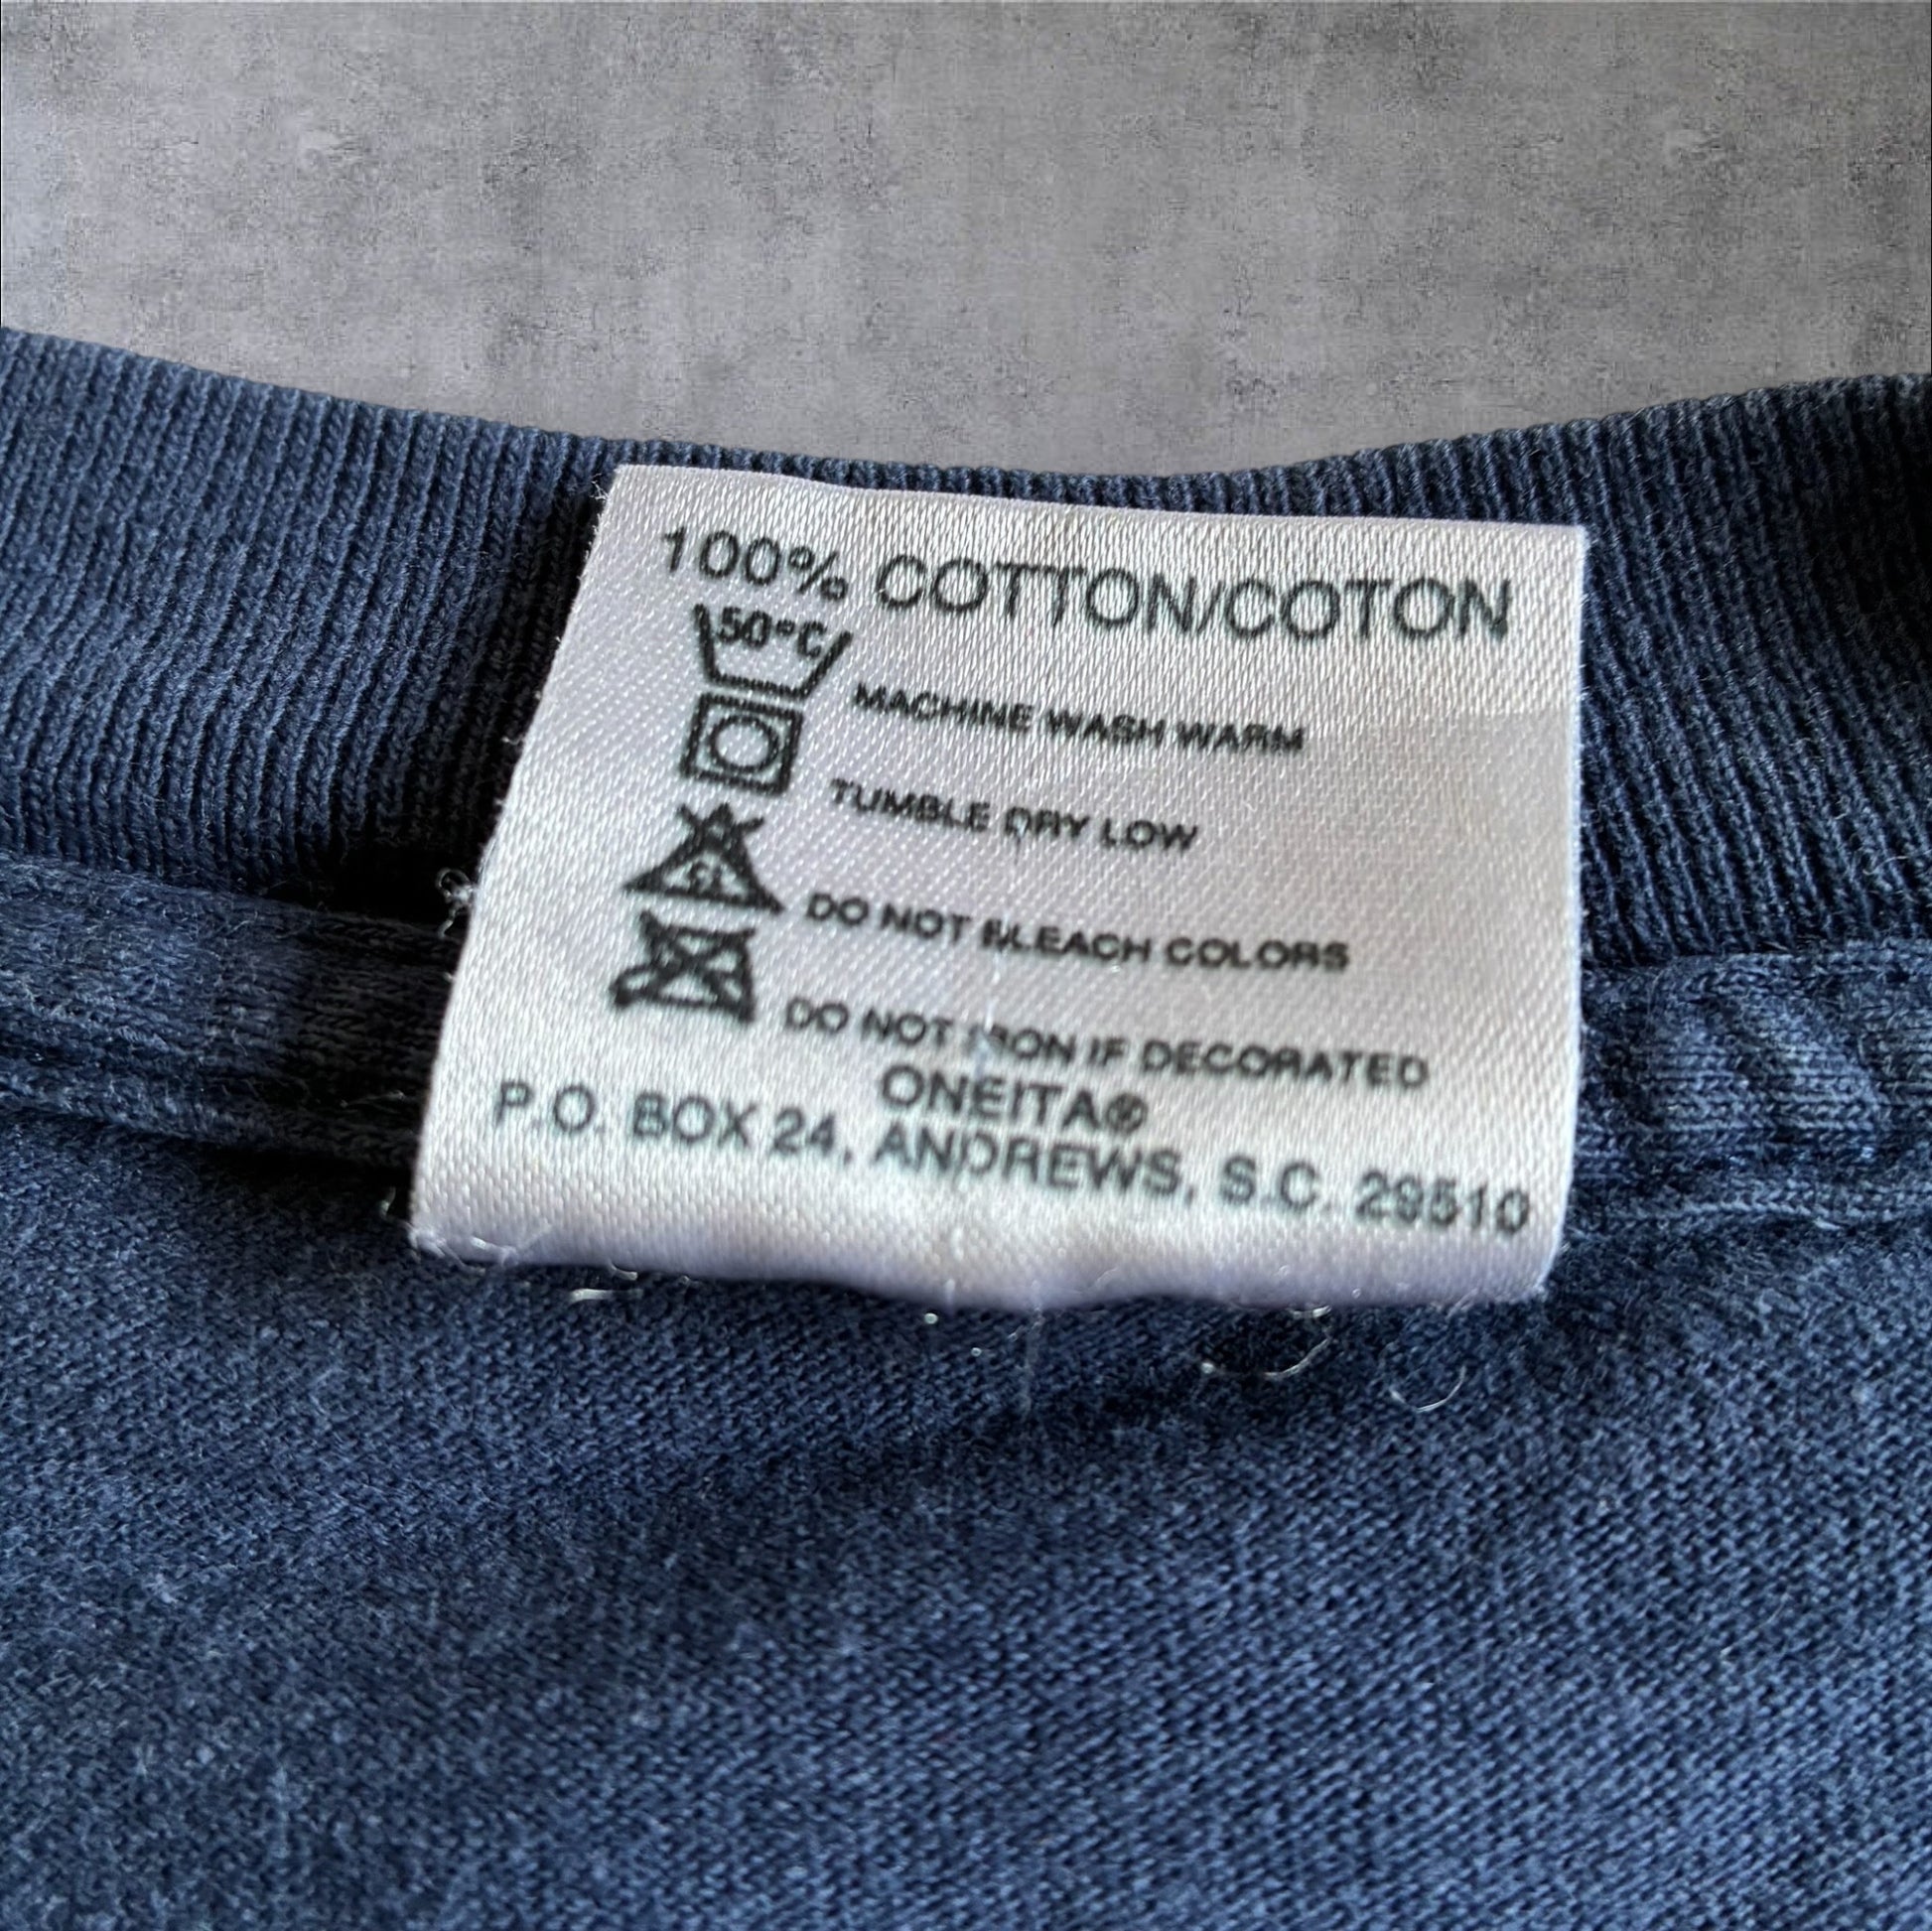 100% COTTON/COTON
50°C
MACHINE WASH WARM
TUMBLE DRY LOW
DO NOT BLEACH COLORS
DO NOT IRON IF DECORATED
ONEITA®
P.O. BOX 24, ANDREWS, S.C. 29510